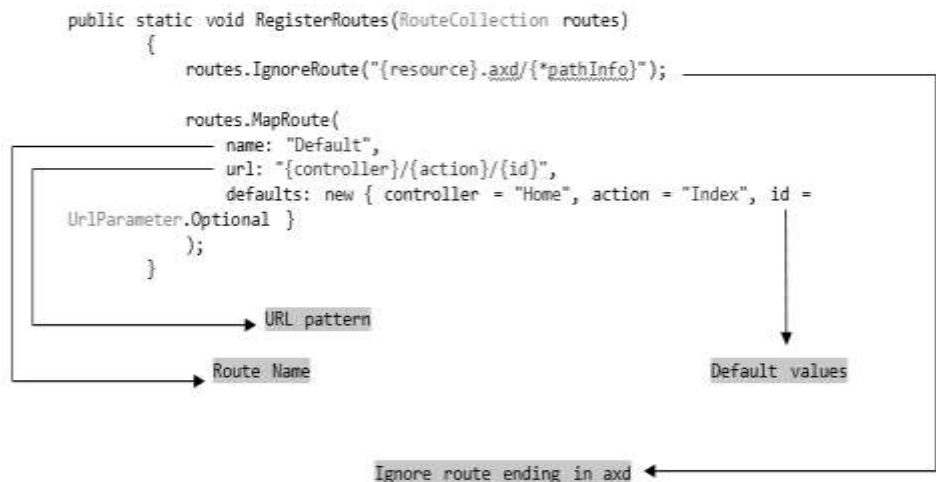 public static void RegisterRoutes(RouteCollection routes)
{
routes.IgnoreRoute("{resource}.axd/{*pathInfo}");
routes.MapRoute(
name: "Default",
url: "{controller}/{action}/{id}",
defaults: new { controller = "Home", action = "Index", id =
UrlParameter.Optional }
);
}
URL pattern
Route Name
Default values
Ignore route ending in axd